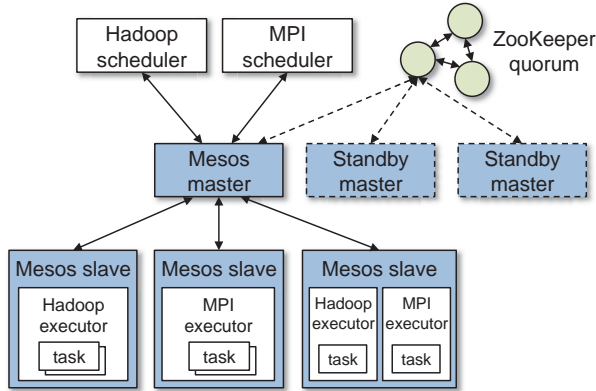 Hadoop
scheduler
MPI
scheduler
ZooKeeper
quorum
Mesos
master
Standby
master
Standby
master
Mesos slave
Hadoop
executor
task
Mesos slave
MPI
executor
task
Mesos slave
Hadoop
executor
task
MPI
executor
task